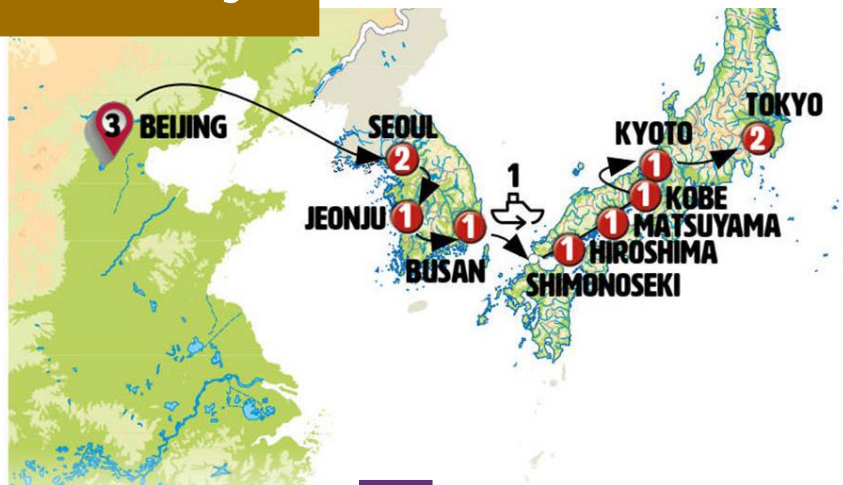 3 BEIJING
SEOUL
2
JEONJU
1
1
BUSAN
1
SHIMONOSEKI
1
HIROSHIMA
1
MATSUYAMA
1
KOBE
KYOTO
1
TOKYO
2